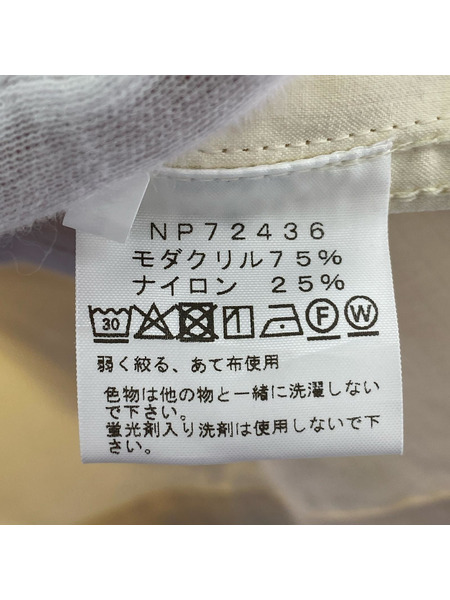 NP72436
モダクリル75%
ナイロン 25%
30 F W
弱く絞る、あて布使用
色物は他の物と一緒に洗濯しない
で下さい。
蛍光剤入り洗剤は使用しないで下
さい。